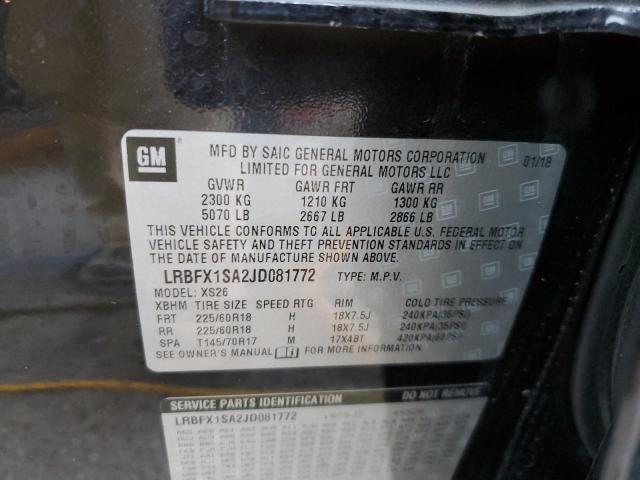 GM
MFD BY SAIC GENERAL MOTORS CORPORATION 01/18
LIMITED FOR GENERAL MOTORS LLC
GVWR GAWR FRT GAWR RR
2300 KG 1210 KG 1300 KG
5070 LB 2667 LB 2866 LB
THIS VEHICLE CONFORMS TO ALL APPLICABLE U.S. FEDERAL MOTOR
VEHICLE SAFETY AND THEFT PREVENTION STANDARDS IN EFFECT ON
THE DATE OF MANUFACTURE SHOWN ABOVE.
LRBFX1SA2JD081772 TYPE: M.P.V.
MODEL: XS26
XBHM TIRE SIZE SPEED RTG RIM COLD TIRE PRESSURE
FRT 225/60R18 H 18X7.5J 240KPA(35PSI)
RR 225/60R18 H 18X7.5J 240KPA(35PSI)
SPA T145/70R17 M 17X4BT 420KPA(60PSI)
SEE OWNER'S MANUAL FOR MORE INFORMATION.
SERVICE PARTS IDENTIFICATION DO NOT REMOVE
LRBFX1SA2JD081772